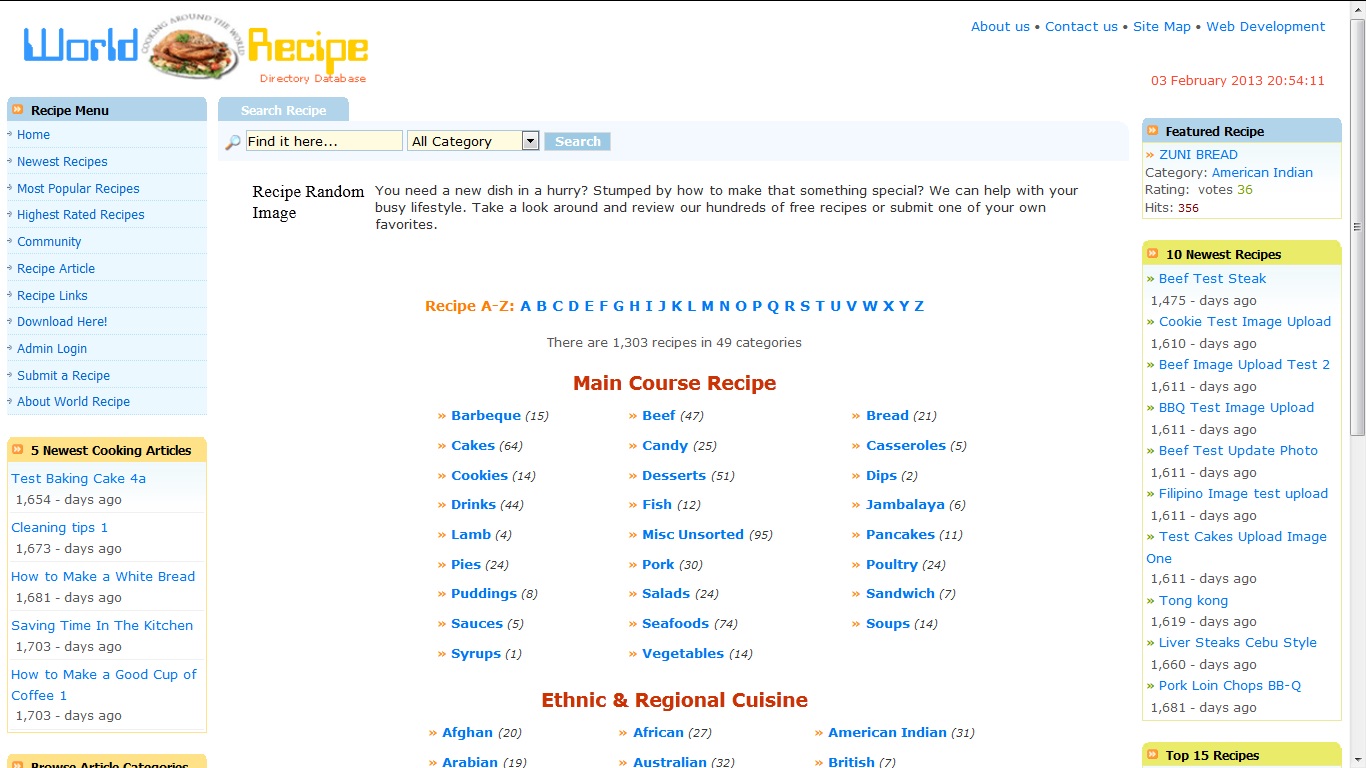 World Recipe
COOKING AROUND THE WORLD
Directory Database
About us • Contact us • Site Map • Web Development
03 February 2013 20:54:11
Recipe Menu
Home
Newest Recipes
Most Popular Recipes
Highest Rated Recipes
Community
Recipe Article
Recipe Links
Download Here!
Admin Login
Submit a Recipe
About World Recipe
5 Newest Cooking Articles
Test Baking Cake 4a
1,654 - days ago
Cleaning tips 1
1,673 - days ago
How to Make a White Bread
1,681 - days ago
Saving Time In The Kitchen
1,703 - days ago
How to Make a Good Cup of
Coffee 1
1,703 - days ago
Browse Article Categories
Search Recipe
Find it here... All Category Search
Recipe Random
Image
You need a new dish in a hurry? Stumped by how to make that something special? We can help with your
busy lifestyle. Take a look around and review our hundreds of free recipes or submit one of your own
favorites.
Recipe A-Z: A B C D E F G H I J K L M N O P Q R S T U V W X Y Z
There are 1,303 recipes in 49 categories
Main Course Recipe
» Barbeque (15) » Beef (47) » Bread (21)
» Cakes (64) » Candy (25) » Casseroles (5)
» Cookies (14) » Desserts (51) » Dips (2)
» Drinks (44) » Fish (12) » Jambalaya (6)
» Lamb (4) » Misc Unsorted (95) » Pancakes (11)
» Pies (24) » Pork (30) » Poultry (24)
» Puddings (8) » Salads (24) » Sandwich (7)
» Sauces (5) » Seafoods (74) » Soups (14)
» Syrups (1) » Vegetables (14)
Ethnic & Regional Cuisine
» Afghan (20) » African (27) » American Indian (31)
» Arabian (19) » Australian (32) » British (7)
Featured Recipe
» ZUNI BREAD
Category: American Indian
Rating: votes 36
Hits: 356
10 Newest Recipes
» Beef Test Steak
1,475 - days ago
» Cookie Test Image Upload
1,610 - days ago
» Beef Image Upload Test 2
1,611 - days ago
» BBQ Test Image Upload
1,611 - days ago
» Beef Test Update Photo
1,611 - days ago
» Filipino Image test upload
1,611 - days ago
» Test Cakes Upload Image
One
1,611 - days ago
» Tong kong
1,619 - days ago
» Liver Steaks Cebu Style
1,660 - days ago
» Pork Loin Chops BB-Q
1,681 - days ago
Top 15 Recipes